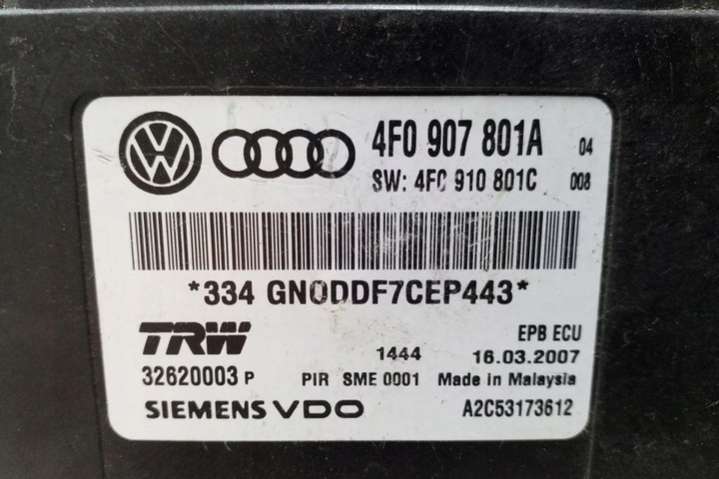 4F0 907 801A 04
SW: 4F0 910 801C 008
*334 GN0DDF7CEP443*
TRW EPB ECU
1444 16.03.2007
32620003 P PIR SME 0001 Made in Malaysia
SIEMENS VDO A2C53173612